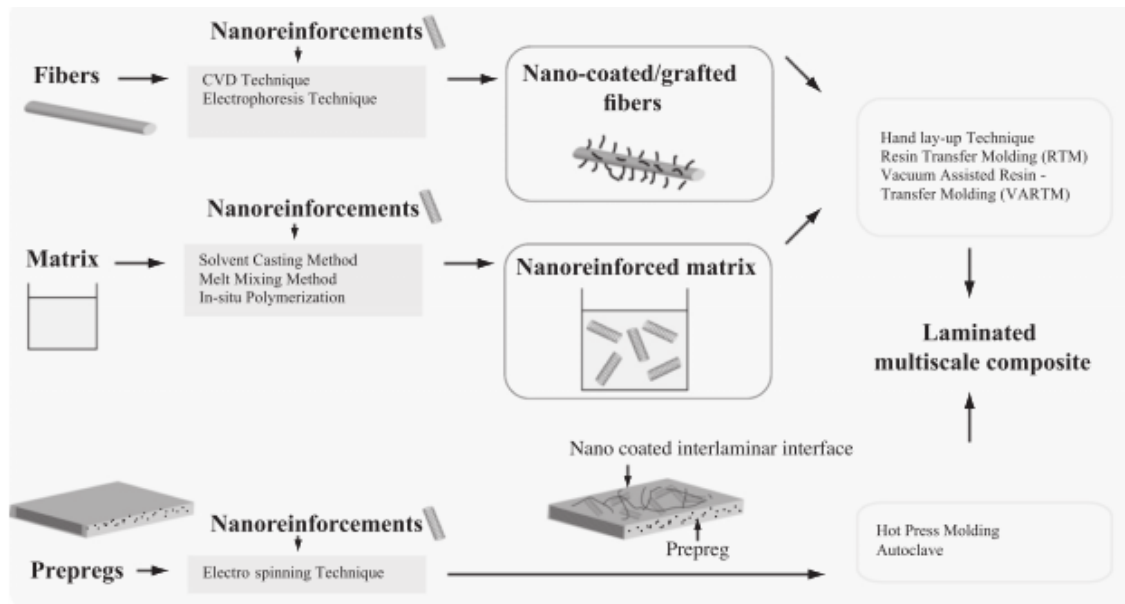 Nanoreinforcements
Fibers
CVD Technique
Electrophoresis Technique
Nano-coated/grafted
fibers
Hand lay-up Technique
Resin Transfer Molding (RTM)
Vacuum Assisted Resin -
Transfer Molding (VARTM)
Nanoreinforcements
Matrix
Solvent Casting Method
Melt Mixing Method
In-situ Polymerization
Nanoreinforced matrix
Laminated
multiscale composite
Nano coated interlaminar interface
Prepreg
Nanoreinforcements
Prepregs
Electro spinning Technique
Hot Press Molding
Autoclave